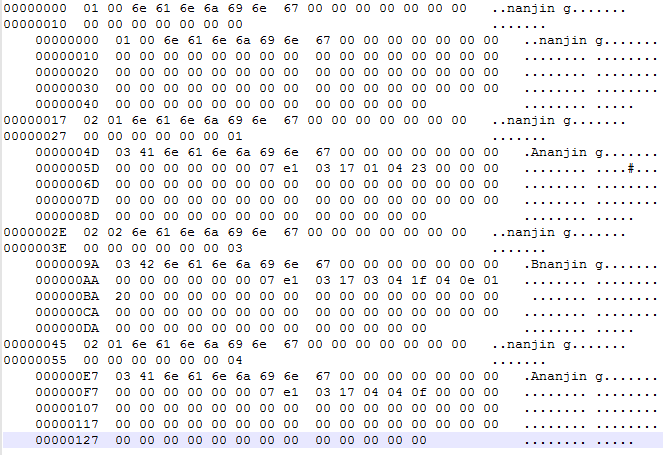 00000000  01 00 6e 61 6e 6a 69 6e  67 00 00 00 00 00 00 00   ..nanjin g.......
00000010  00 00 00 00 00 00 00                               .......
    00000000  01 00 6e 61 6e 6a 69 6e  67 00 00 00 00 00 00 00   ..nanjin g.......
    00000010  00 00 00 00 00 00 00 00  00 00 00 00 00 00 00 00   ........ ........
    00000020  00 00 00 00 00 00 00 00  00 00 00 00 00 00 00 00   ........ ........
    00000030  00 00 00 00 00 00 00 00  00 00 00 00 00 00 00 00   ........ ........
    00000040  00 00 00 00 00 00 00 00  00 00 00 00 00            ........ .....
00000017  02 01 6e 61 6e 6a 69 6e  67 00 00 00 00 00 00 00   ..nanjin g.......
00000027  00 00 00 00 00 00 01                               .......
    0000004D  03 41 6e 61 6e 6a 69 6e  67 00 00 00 00 00 00 00   .Ananjin g.......
    0000005D  00 00 00 00 00 00 00 07  e1 03 17 01 04 23 00 00 00   ........ .....#...
    0000006D  00 00 00 00 00 00 00 00  00 00 00 00 00 00 00 00   ........ ........
    0000007D  00 00 00 00 00 00 00 00  00 00 00 00 00 00 00 00   ........ ........
    0000008D  00 00 00 00 00 00 00 00  00 00 00 00 00            ........ .....
0000002E  02 02 6e 61 6e 6a 69 6e  67 00 00 00 00 00 00 00   ..nanjin g.......
0000003E  00 00 00 00 00 00 03                               .......
    0000009A  03 42 6e 61 6e 6a 69 6e  67 00 00 00 00 00 00 00   .Bnanjin g.......
    000000AA  00 00 00 00 00 00 00 07  e1 03 17 03 04 1f 04 0e 01   ........ ........
    000000BA  20 00 00 00 00 00 00 00  00 00 00 00 00 00 00 00    ....... ........
    000000CA  00 00 00 00 00 00 00 00  00 00 00 00 00 00 00 00   ........ ........
    000000DA  00 00 00 00 00 00 00 00  00 00 00 00 00            ........ .....
00000045  02 01 6e 61 6e 6a 69 6e  67 00 00 00 00 00 00 00   ..nanjin g.......
00000055  00 00 00 00 00 00 04                               .......
    000000E7  03 41 6e 61 6e 6a 69 6e  67 00 00 00 00 00 00 00   .Ananjin g.......
    000000F7  00 00 00 00 00 00 00 07  e1 03 17 04 04 0f 00 00 00   ........ ........
    00000107  00 00 00 00 00 00 00 00  00 00 00 00 00 00 00 00   ........ ........
    00000117  00 00 00 00 00 00 00 00  00 00 00 00 00 00 00 00   ........ ........
    00000127  00 00 00 00 00 00 00 00  00 00 00 00 00            ........ .....